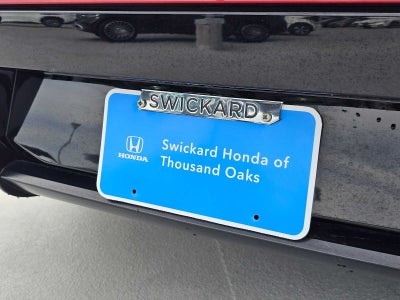 SWICKARD
HONDA
Swickard Honda of
Thousand Oaks